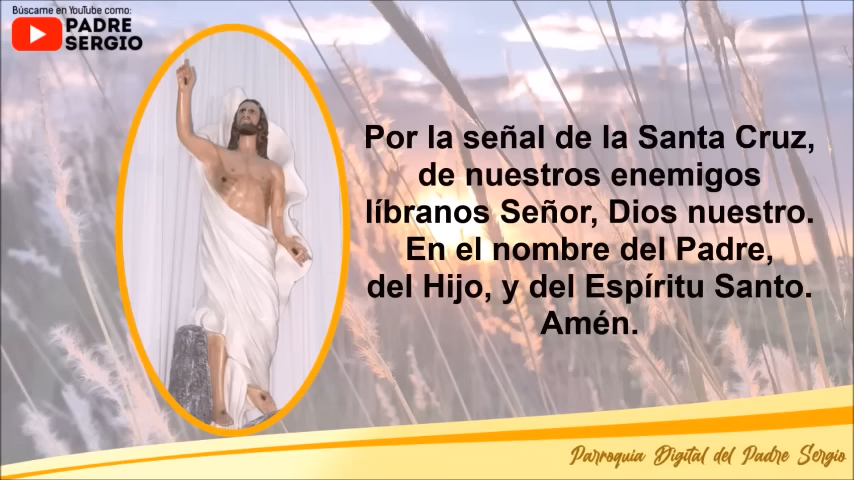 Búscame en YouTube como:
PADRE
SERGIO
Por la señal de la Santa Cruz,
de nuestros enemigos
líbranos Señor, Dios nuestro.
En el nombre del Padre,
del Hijo, y del Espíritu Santo.
Amén.
Parroquia Digital del Padre Sergio